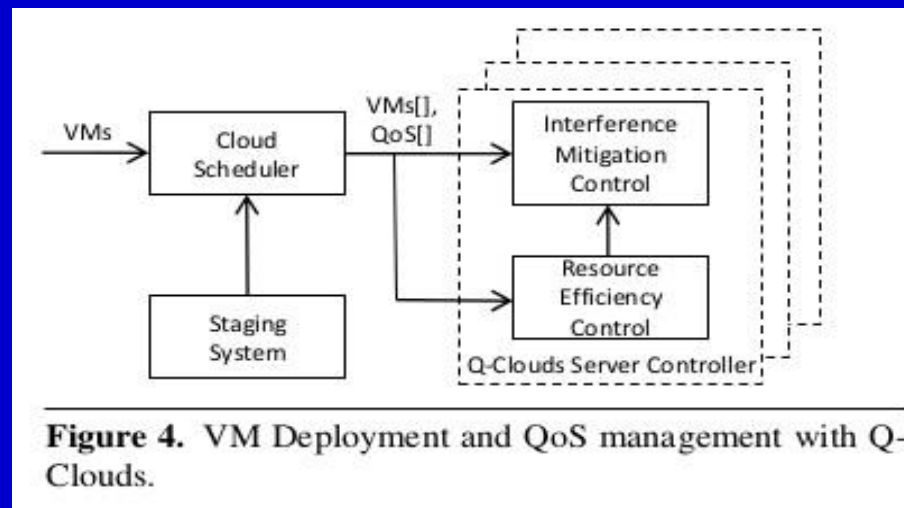 VMs
Cloud
Scheduler
VMs[],
QoS[]
Interference
Mitigation
Control
Staging
System
Resource
Efficiency
Control
Q-Clouds Server Controller
Figure 4. VM Deployment and QoS management with Q-
Clouds.